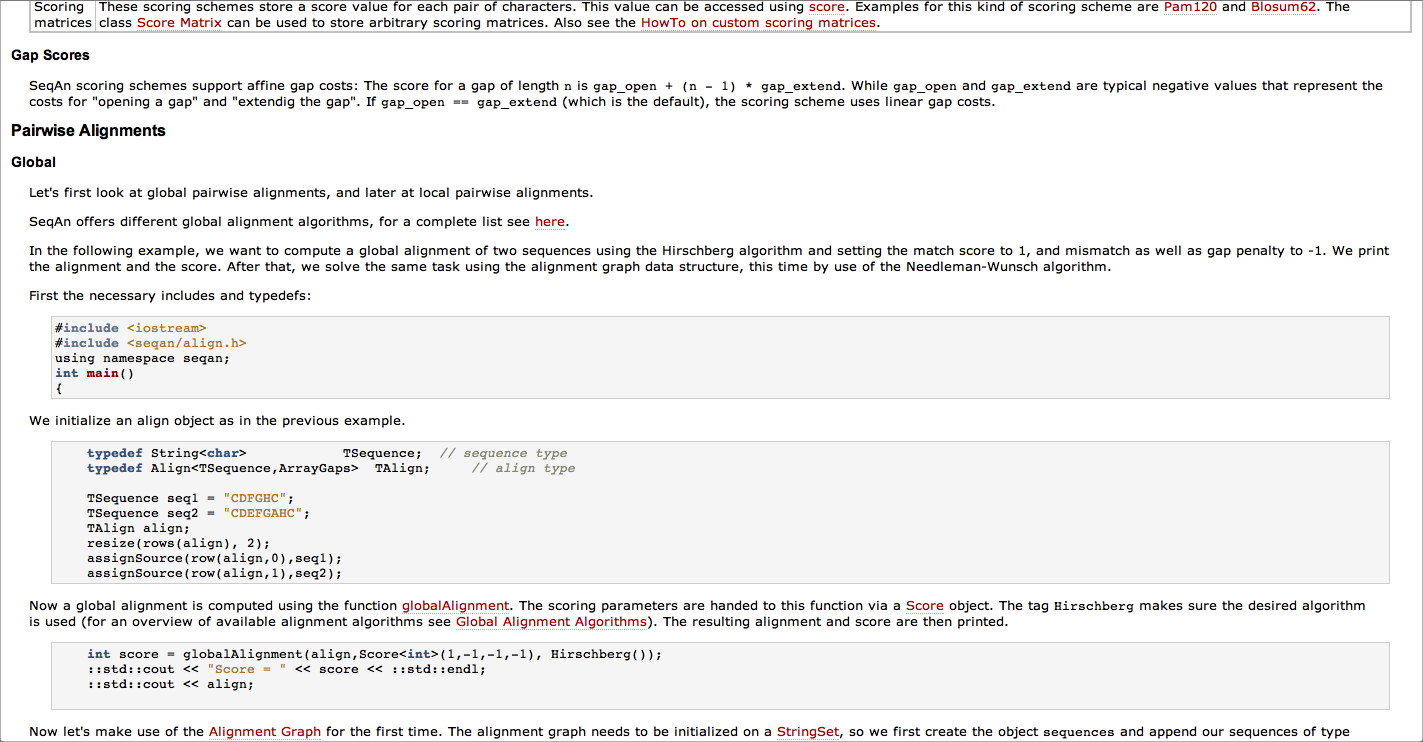 Scoring These scoring schemes store a score value for each pair of characters. This value can be accessed using score. Examples for this kind of scoring scheme are Pam120 and Blosum62. The
matrices class Score Matrix can be used to store arbitrary scoring matrices. Also see the HowTo on custom scoring matrices.
Gap Scores
SeqAn scoring schemes support affine gap costs: The score for a gap of length n is gap_open + (n - 1) * gap_extend. While gap_open and gap_extend are typical negative values that represent the
costs for "opening a gap" and "extendig the gap". If gap_open == gap_extend (which is the default), the scoring scheme uses linear gap costs.
Pairwise Alignments
Global
Let's first look at global pairwise alignments, and later at local pairwise alignments.
SeqAn offers different global alignment algorithms, for a complete list see here.
In the following example, we want to compute a global alignment of two sequences using the Hirschberg algorithm and setting the match score to 1, and mismatch as well as gap penalty to -1. We print
the alignment and the score. After that, we solve the same task using the alignment graph data structure, this time by use of the Needleman-Wunsch algorithm.
First the necessary includes and typedefs:
#include <iostream>
#include <seqan/align.h>
using namespace seqan;
int main()
{
We initialize an align object as in the previous example.
typedef String<char> TSequence; // sequence type
typedef Align<TSequence,ArrayGaps> TAlign; // align type
TSequence seq1 = "CDFGHC";
TSequence seq2 = "CDEFGAHC";
TAlign align;
resize(rows(align), 2);
assignSource(row(align,0),seq1);
assignSource(row(align,1),seq2);
Now a global alignment is computed using the function globalAlignment. The scoring parameters are handed to this function via a Score object. The tag Hirschberg makes sure the desired algorithm
is used (for an overview of available alignment algorithms see Global Alignment Algorithms). The resulting alignment and score are then printed.
int score = globalAlignment(align,Score<int>(1,-1,-1,-1), Hirschberg());
::std::cout << "Score = " << score << ::std::endl;
::std::cout << align;
Now let's make use of the Alignment Graph for the first time. The alignment graph needs to be initialized on a StringSet, so we first create the object sequences and append our sequences of type